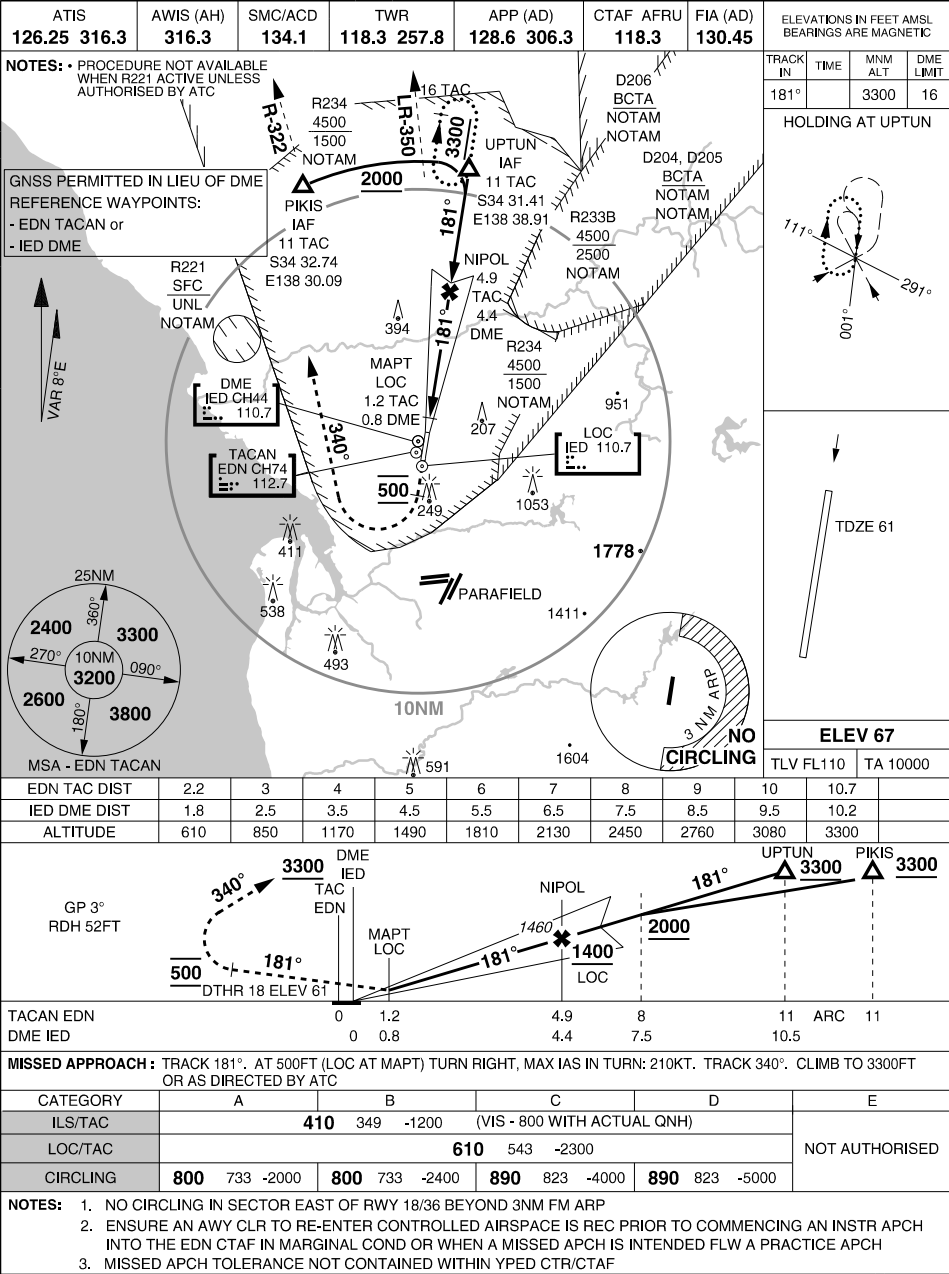 ATIS AWIS (AH) SMC/ACD TWR APP (AD) CTAF AFRU FIA (AD)
126.25 316.3 316.3 134.1 118.3 257.8 128.6 306.3 118.3 130.45
ELEVATIONS IN FEET AMSL
BEARINGS ARE MAGNETIC
NOTES: • PROCEDURE NOT AVAILABLE
WHEN R221 ACTIVE UNLESS
AUTHORISED BY ATC
TRACK IN TIME MNM ALT DME LIMIT
181° 3300 16
HOLDING AT UPTUN
111°
291°
001°
GNSS PERMITTED IN LIEU OF DME
REFERENCE WAYPOINTS:
- EDN TACAN or
- IED DME
R-322
R234
4500
1500
NOTAM
LR-350
16 TAC
3300
UPTUN
IAF
11 TAC
S34 31.41
E138 38.91
D206
BCTA
NOTAM
NOTAM
D204, D205
BCTA
NOTAM
NOTAM
2000
PIKIS
IAF
11 TAC
S34 32.74
E138 30.09
181°
R233B
4500
2500
NOTAM
R221
SFC
UNL
NOTAM
NIPOL
4.9
TAC
4.4
DME
181°
394
VAR 8°E
MAPT
LOC
1.2 TAC
0.8 DME
R234
4500
1500
NOTAM
951
DME
IED CH44
110.7
340°
207
LOC
IED 110.7
TACAN
EDN CH74
112.7
500
249
1053
411
1778
538
PARAFIELD
1411
493
10NM
591
1604
3 NM ARP
NO
CIRCLING
25NM
360°
2400
3300
270°
10NM
3200
090°
2600
3800
180°
MSA - EDN TACAN
TDZE 61
ELEV 67
TLV FL110 TA 10000
EDN TAC DIST 2.2 3 4 5 6 7 8 9 10 10.7
IED DME DIST 1.8 2.5 3.5 4.5 5.5 6.5 7.5 8.5 9.5 10.2
ALTITUDE 610 850 1170 1490 1810 2130 2450 2760 3080 3300
GP 3°
RDH 52FT
340°
3300
DME
IED
TAC
EDN
MAPT
LOC
NIPOL
1460
181°
1400
LOC
181°
2000
UPTUN
3300
PIKIS
3300
500
181°
DTHR 18 ELEV 61
TACAN EDN 0 1.2 4.9 8 11 ARC 11
DME IED 0 0.8 4.4 7.5 10.5
MISSED APPROACH : TRACK 181°. AT 500FT (LOC AT MAPT) TURN RIGHT, MAX IAS IN TURN: 210KT. TRACK 340°. CLIMB TO 3300FT
OR AS DIRECTED BY ATC
CATEGORY A B C D E
ILS/TAC 410 349 -1200 (VIS - 800 WITH ACTUAL QNH)
LOC/TAC 610 543 -2300
NOT AUTHORISED
CIRCLING 800 733 -2000 800 733 -2400 890 823 -4000 890 823 -5000
NOTES: 1. NO CIRCLING IN SECTOR EAST OF RWY 18/36 BEYOND 3NM FM ARP
2. ENSURE AN AWY CLR TO RE-ENTER CONTROLLED AIRSPACE IS REC PRIOR TO COMMENCING AN INSTR APCH
INTO THE EDN CTAF IN MARGINAL COND OR WHEN A MISSED APCH IS INTENDED FLW A PRACTICE APCH
3. MISSED APCH TOLERANCE NOT CONTAINED WITHIN YPED CTR/CTAF